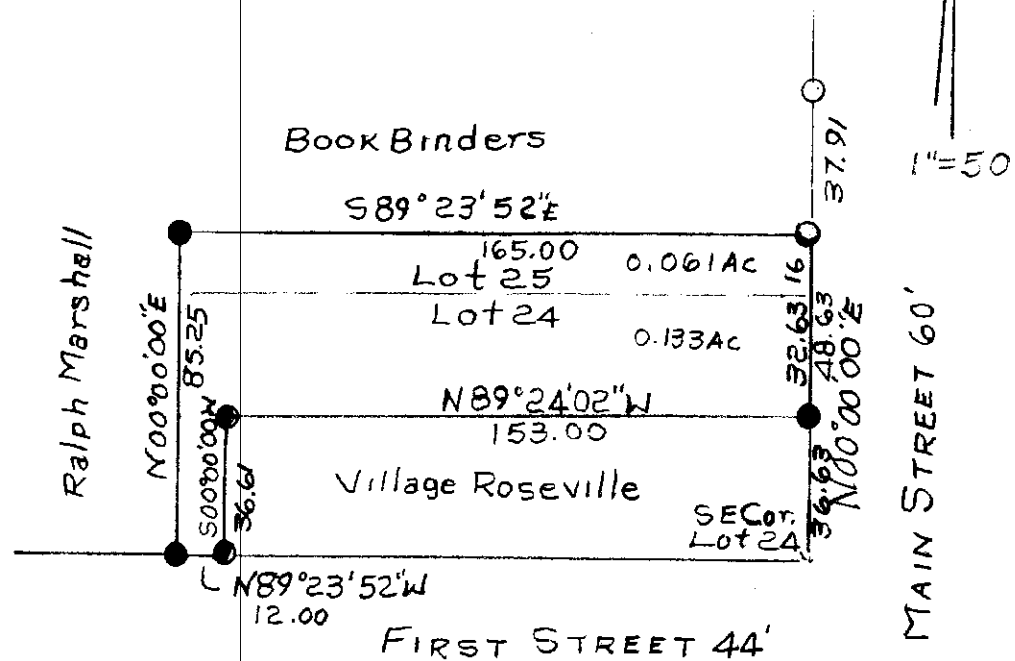 Book Binders
37.91
1"=50
S89°23'52"E
165.00
0.061Ac
16
Lot 25
Lot 24
0.133Ac
32.63
48.63
N00°00'00"E
Ralph Marshall
N00°00'00"E
85.25
N89°24'02"W
153.00
S00°00'00"W
36.61
Village Roseville
SE Cor.
Lot 24
36.63
MAIN STREET 60'
N89°23'52"W
12.00
FIRST STREET 44'